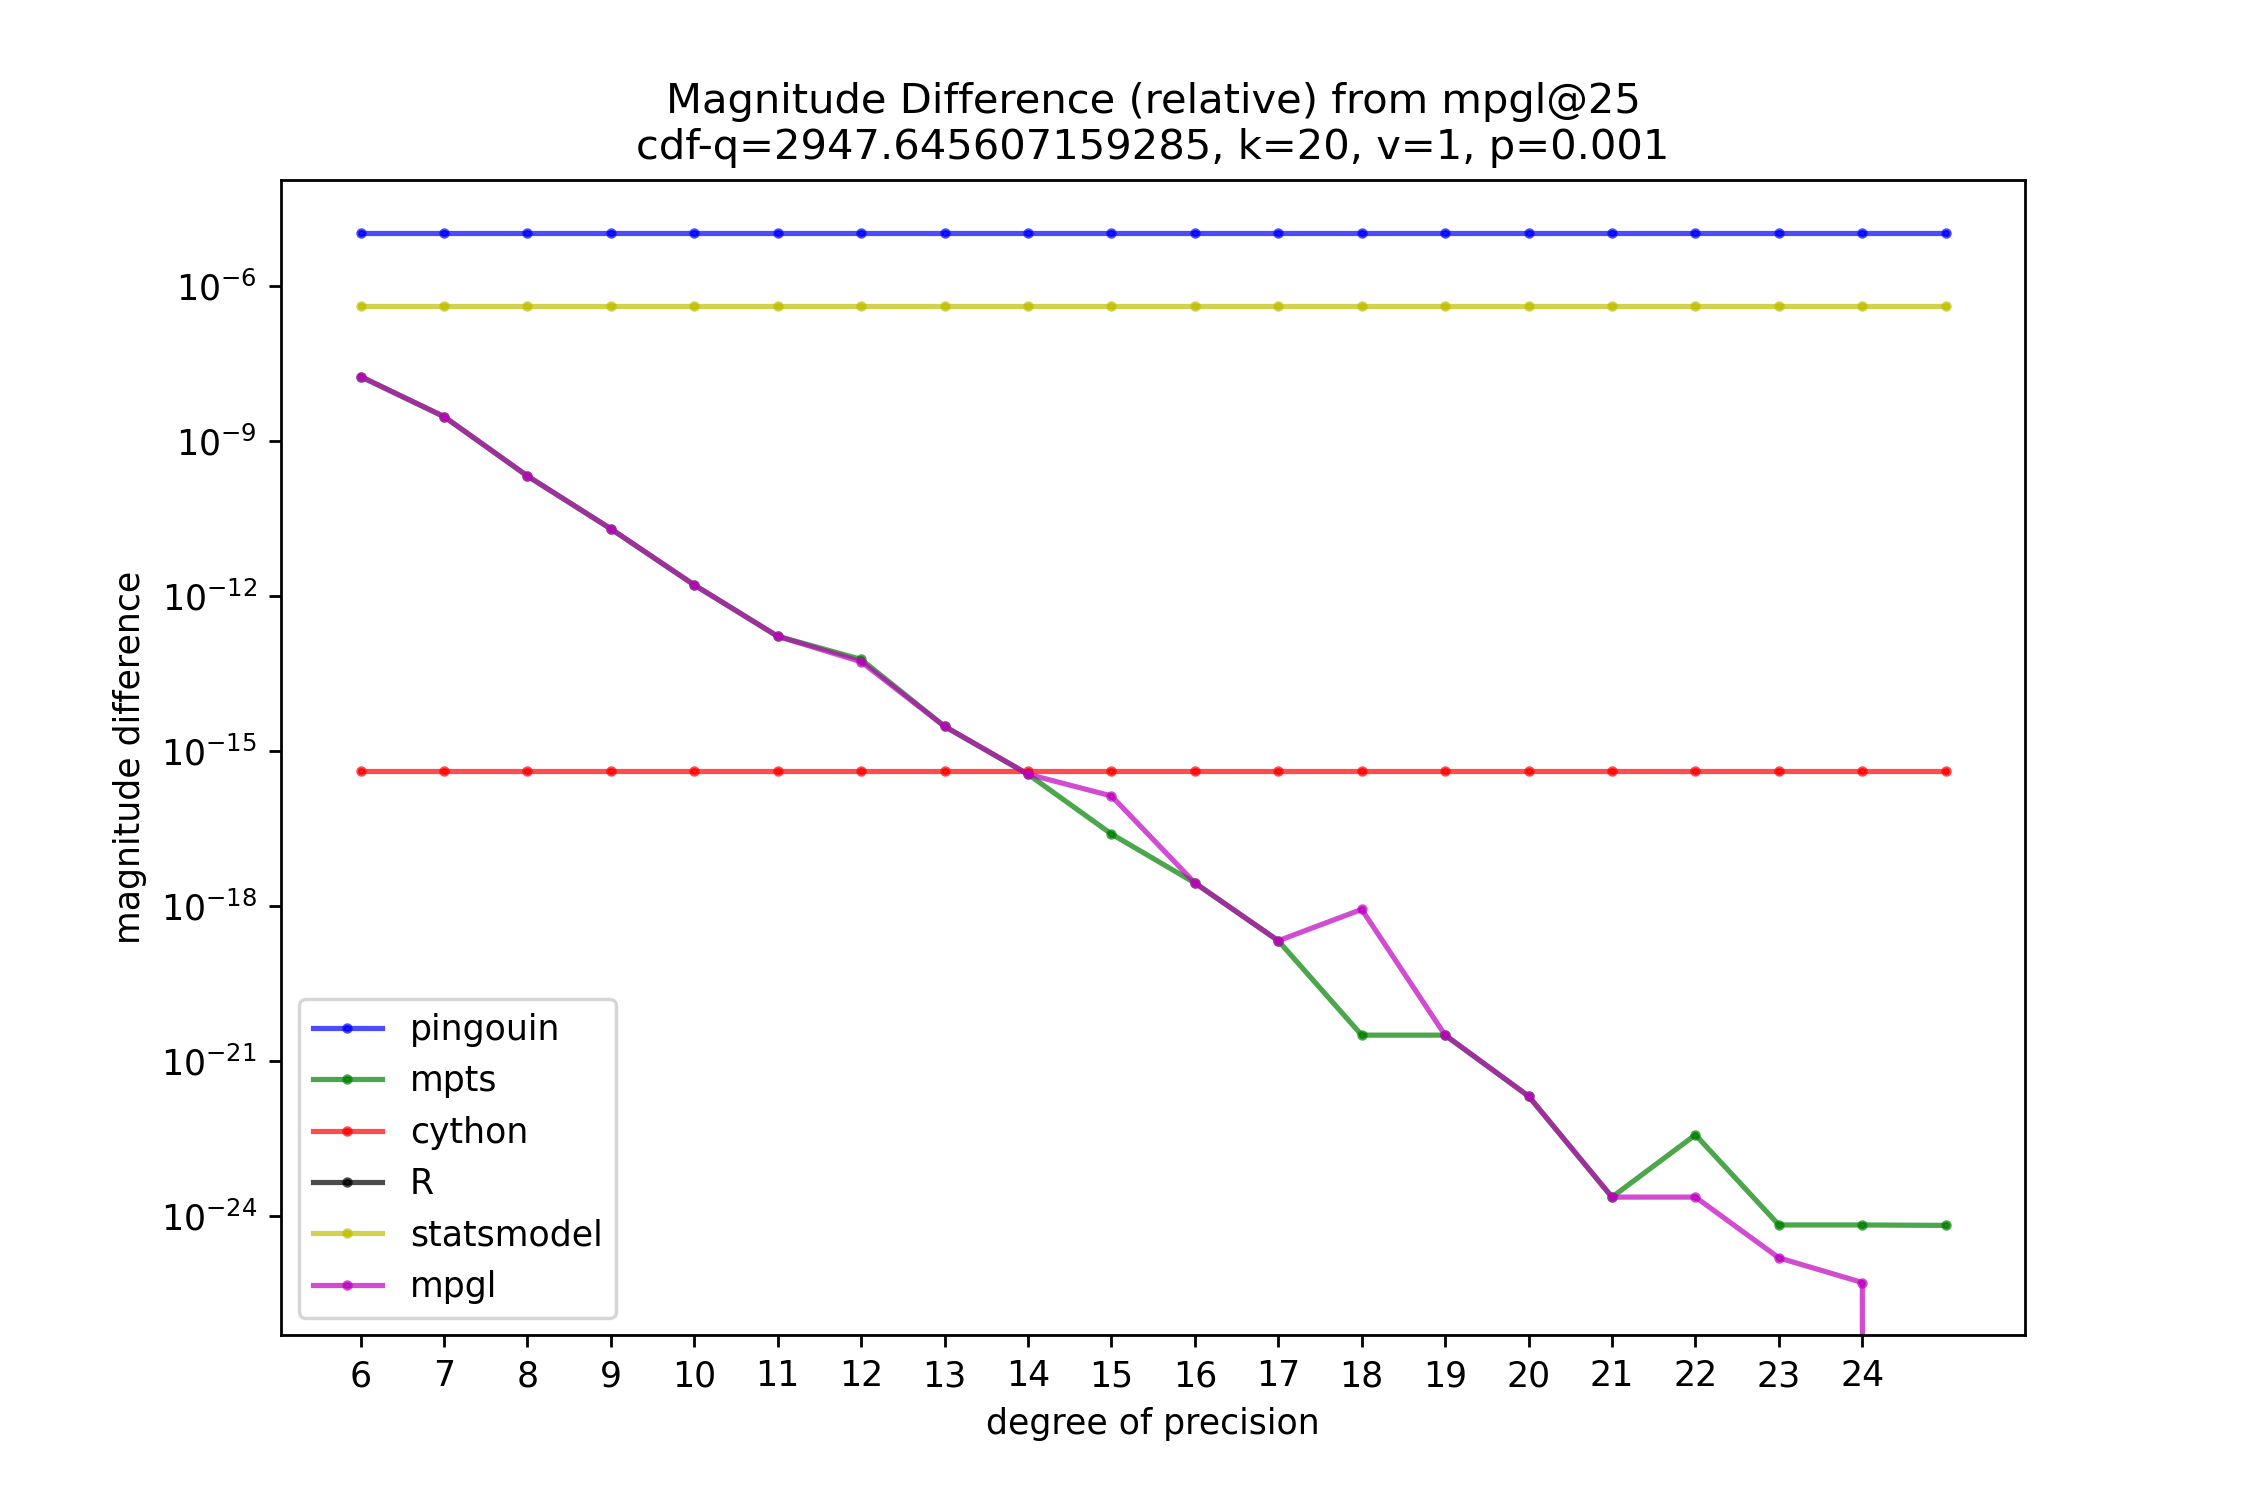 Magnitude Difference (relative) from mpgl@25
cdf-q=2947.645607159285, k=20, v=1, p=0.001
magnitude difference
10⁻⁶
10⁻⁹
10⁻¹²
10⁻¹⁵
10⁻¹⁸
10⁻²¹
10⁻²⁴
pingouin
mpts
cython
R
statsmodel
mpgl
6 7 8 9 10 11 12 13 14 15 16 17 18 19 20 21 22 23 24
degree of precision